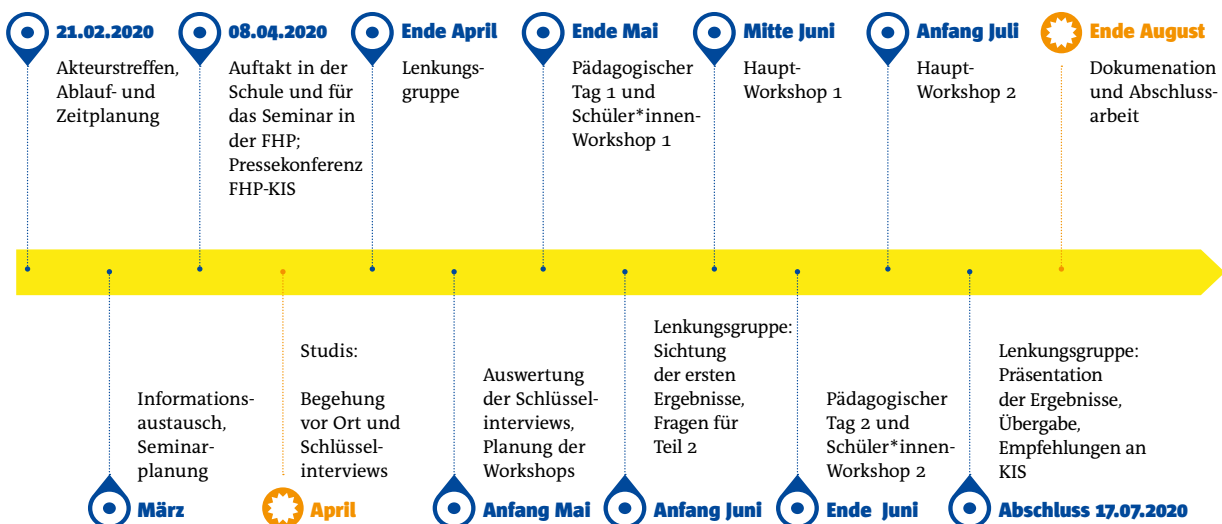 21.02.2020
Akteurstreffen,
Ablauf- und
Zeitplanung
08.04.2020
Auftakt in der
Schule und für
das Seminar in
der FHP;
Pressekonferenz
FHP-KIS
Ende April
Lenkungs-
gruppe
Ende Mai
Pädagogischer
Tag 1 und
Schüler*innen-
Workshop 1
Mitte Juni
Haupt-
Workshop 1
Anfang Juli
Haupt-
Workshop 2
Ende August
Dokumenation
und Abschluss-
arbeit
Informations-
austausch,
Seminar-
planung
März
Studis:
Begehung
vor Ort und
Schlüssel-
interviews
April
Auswertung
der Schlüssel-
interviews,
Planung der
Workshops
Anfang Mai
Lenkungsgruppe:
Sichtung
der ersten
Ergebnisse,
Fragen für
Teil 2
Anfang Juni
Pädagogischer
Tag 2 und
Schüler*innen-
Workshop 2
Ende Juni
Lenkungsgruppe:
Präsentation
der Ergebnisse,
Übergabe,
Empfehlungen an
KIS
Abschluss 17.07.2020